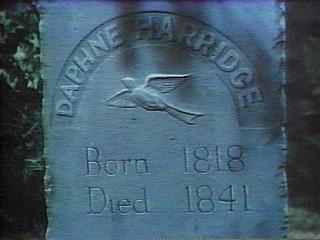 DAPHNE HARRIDGE
Born 1818
Died 1841